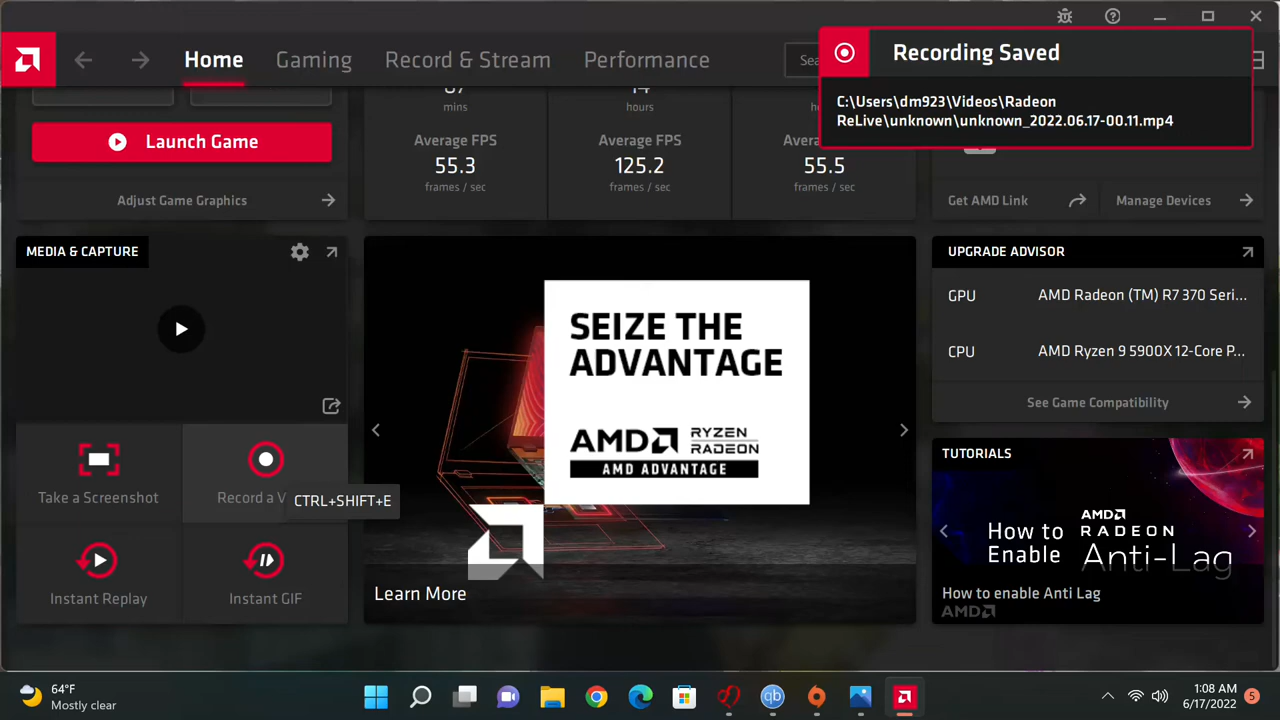 Home
Gaming
Record & Stream
Performance
Recording Saved
C:\Users\dm923\Videos\Radeon
ReLive\unknown\unknown_2022.06.17-00.11.mp4
mins
hours
Launch Game
Average FPS
55.3
frames / sec
Average FPS
125.2
frames / sec
55.5
frames / sec
Adjust Game Graphics
Get AMD Link
Manage Devices
MEDIA & CAPTURE
SEIZE THE
ADVANTAGE
AMD
RYZEN
RADEON
AMD ADVANTAGE
Learn More
UPGRADE ADVISOR
GPU
AMD Radeon (TM) R7 370 Seri...
CPU
AMD Ryzen 9 5900X 12-Core P...
See Game Compatibility
Take a Screenshot
Record a V
CTRL+SHIFT+E
Instant Replay
Instant GIF
TUTORIALS
How to
Enable
AMD
RADEON
Anti-Lag
How to enable Anti Lag
AMD
64°F
Mostly clear
qb
1:08 AM
6/17/2022
5